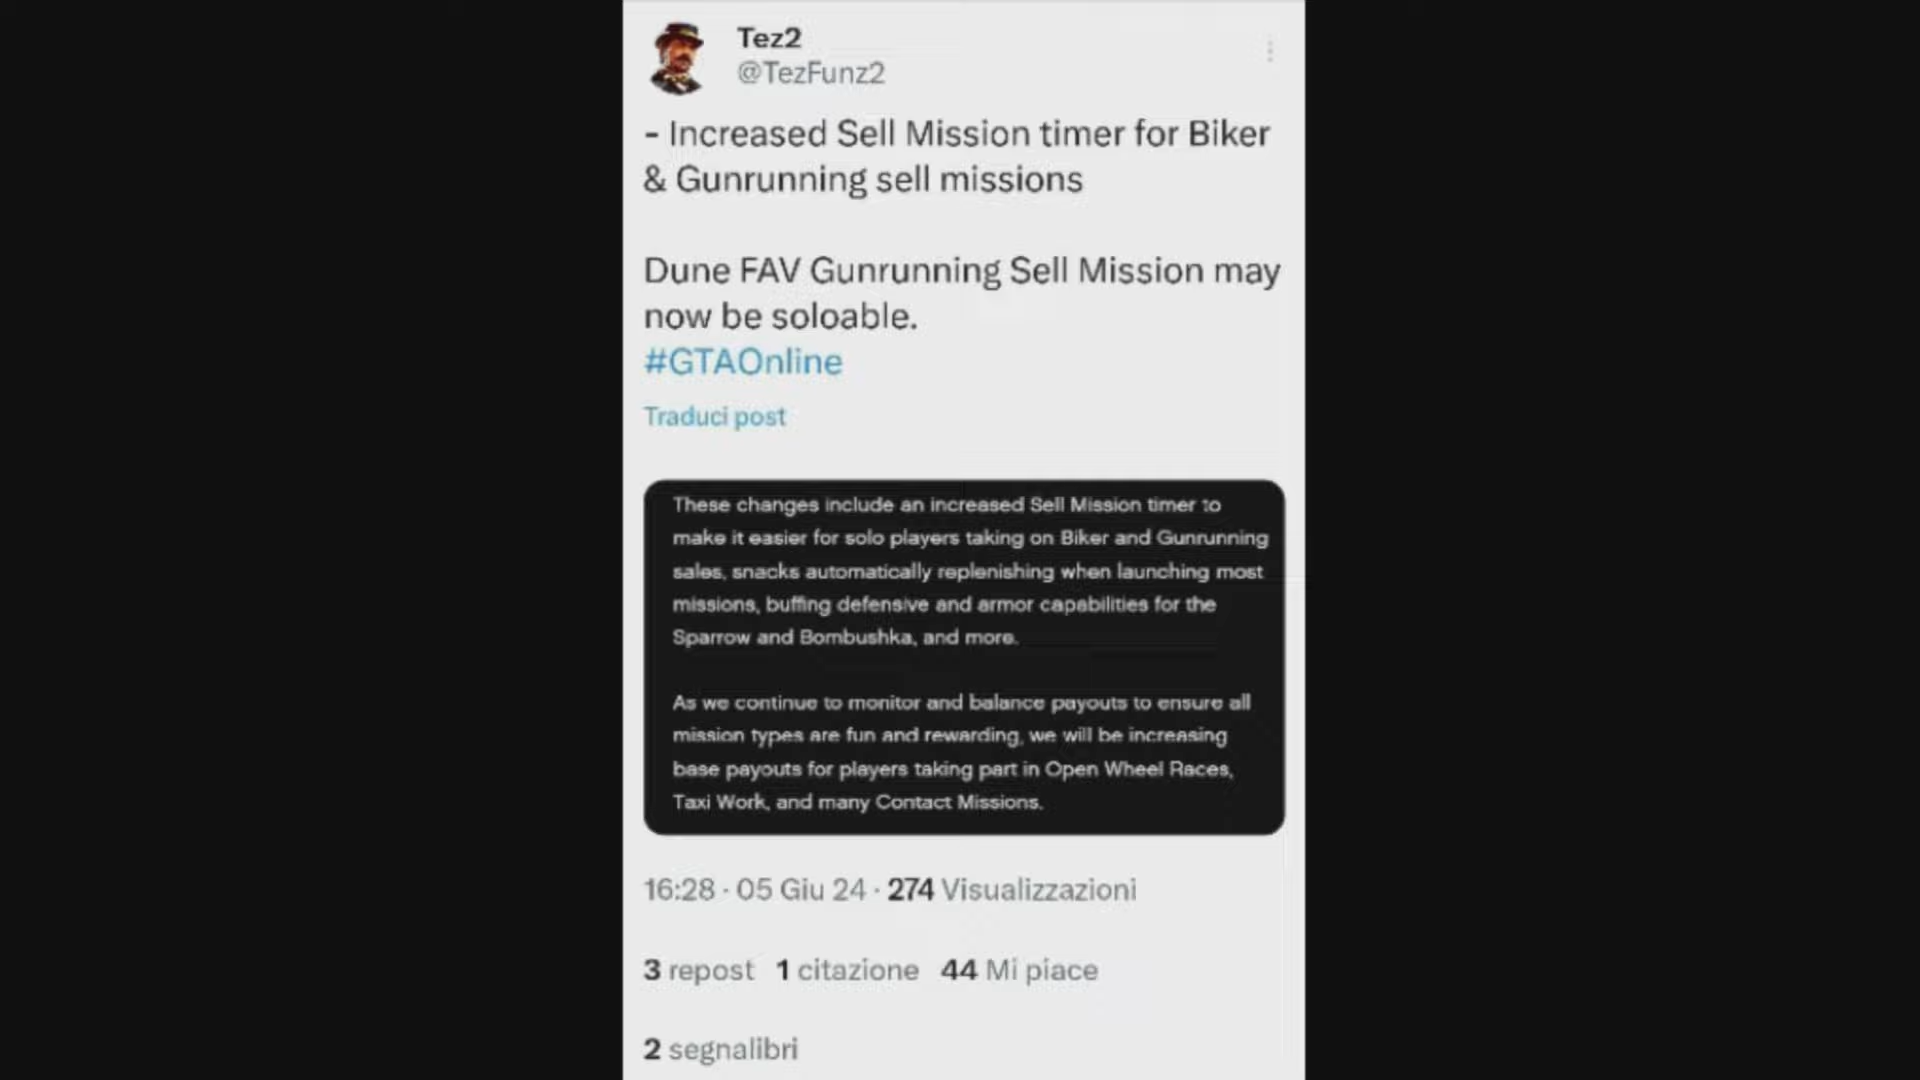 Tez2
@TezFunz2
- Increased Sell Mission timer for Biker
& Gunrunning sell missions
Dune FAV Gunrunning Sell Mission may
now be soloable.
#GTAOnline
Traduci post
These changes include an increased Sell Mission timer to
make it easier for solo players taking on Biker and Gunrunning
sales, snacks automatically replenishing when launching most
missions, buffing defensive and armor capabilities for the
Sparrow and Bombushka, and more.
As we continue to monitor and balance payouts to ensure all
mission types are fun and rewarding, we will be increasing
base payouts for players taking part in Open Wheel Races,
Taxi Work, and many Contact Missions.
16:28 · 05 Giu 24 · 274 Visualizzazioni
3 repost 1 citazione 44 Mi piace
2 segnalibri